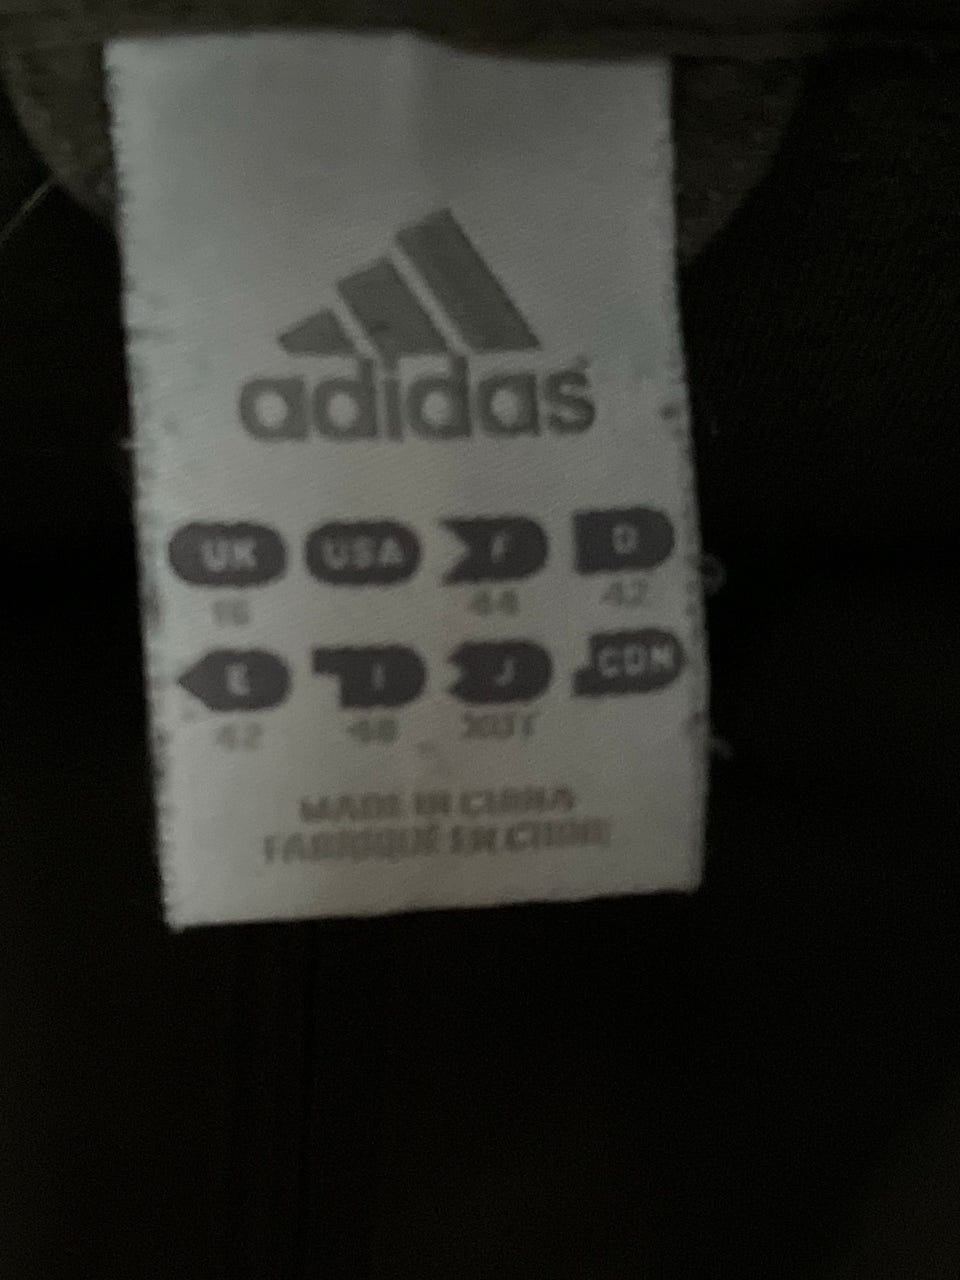 adidas
UK USA F D
16 44 42
E I J CDN
42 48
MADE IN CHINA
FABRIQUÉ EN CHINE